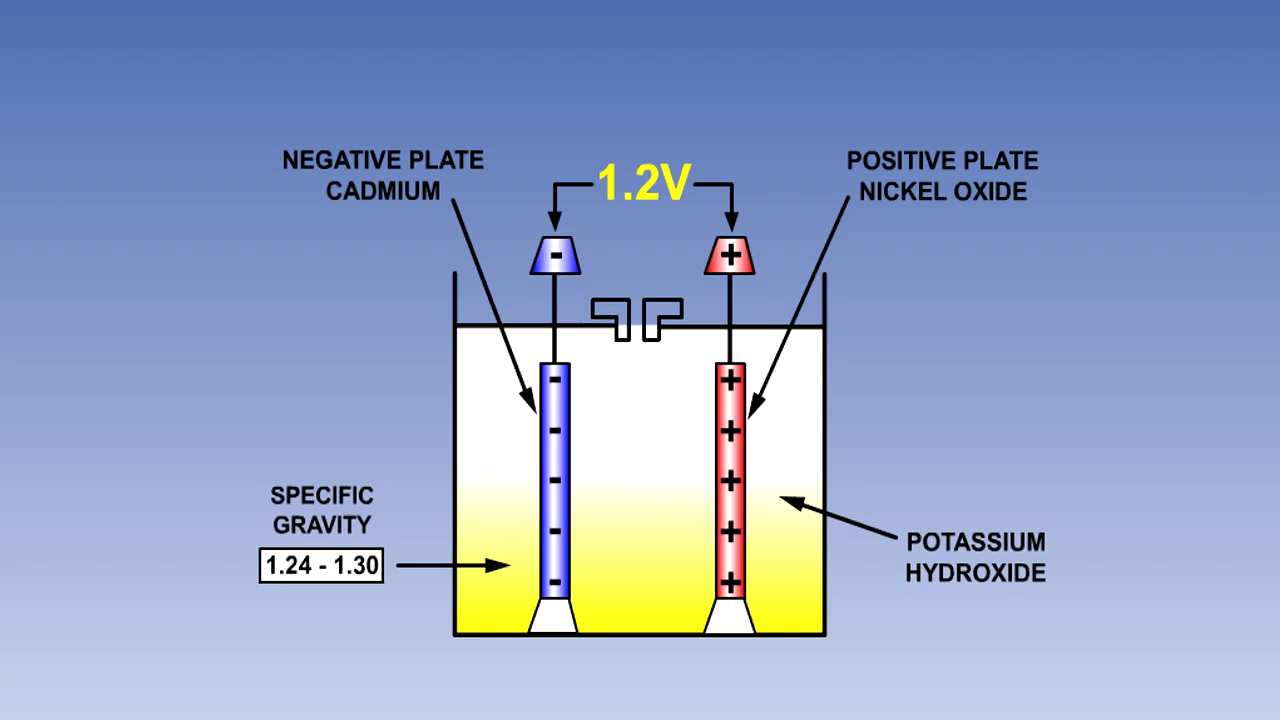 NEGATIVE PLATE
CADMIUM
1.2V
POSITIVE PLATE
NICKEL OXIDE
- +
- +
- +
- +
- +
- +
SPECIFIC
GRAVITY
1.24 - 1.30
POTASSIUM
HYDROXIDE